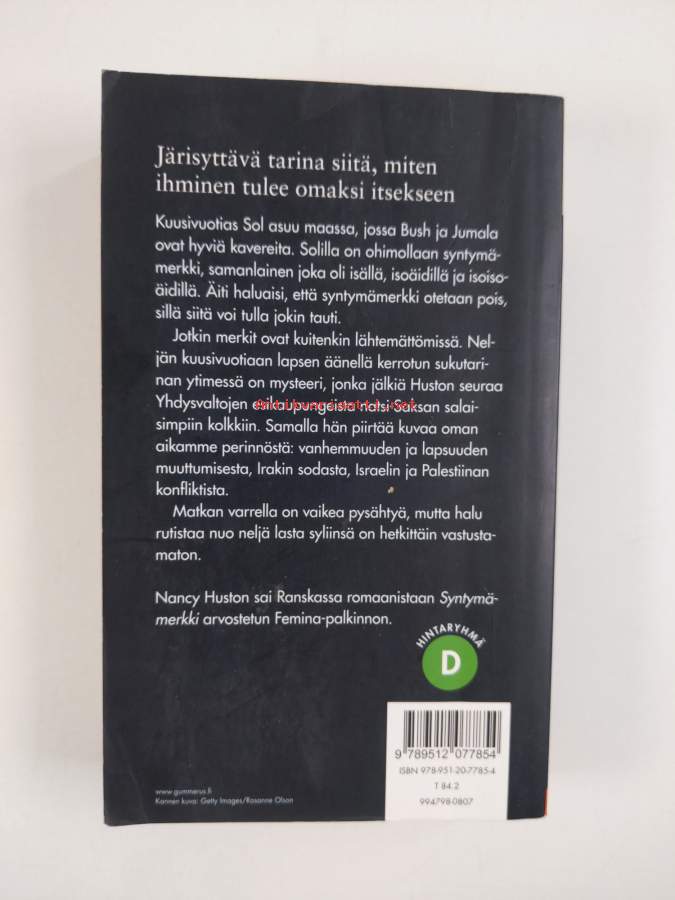 Järisyttävä tarina siitä, miten
ihminen tulee omaksi itsekseen
Kuusivuotias Sol asuu maassa, jossa Bush ja Jumala
ovat hyviä kavereita. Solilla on ohimollaan syntymä-
merkki, samanlainen joka oli isällä, isoäidillä ja isoiso-
äidillä. Äiti haluaisi, että syntymämerkki otetaan pois,
sillä siitä voi tulla jokin tauti.
Jotkin merkit ovat kuitenkin lähtemättömissä. Nel-
jän kuusivuotiaan lapsen äänellä kerrotun sukutari-
nan ytimessä on mysteeri, jonka jälkiä Huston seuraa
Yhdysvaltojen esikaupungeista natsi-Saksan salai-
simpiin kolkkiin. Samalla hän piirtää kuvaa oman
aikamme perinnöstä: vanhemmuuden ja lapsuuden
muuttumisesta, Irakin sodasta, Israelin ja Palestiinan
konfliktista.
Matkan varrella on vaikea pysähtyä, mutta halu
rutistaa nuo neljä lasta syliinsä on hetkittäin vastusta-
maton.
Nancy Huston sai Ranskassa romaanistaan Syntymä-
merkki arvostetun Femina-palkinnon.
HINTARYHMÄ
D
9 789512 077854
ISBN 978-951-20-7785-4
T 84.2
994798-0807
www.gummerus.fi
Kannen kuva: Getty Images/Rosanne Olson